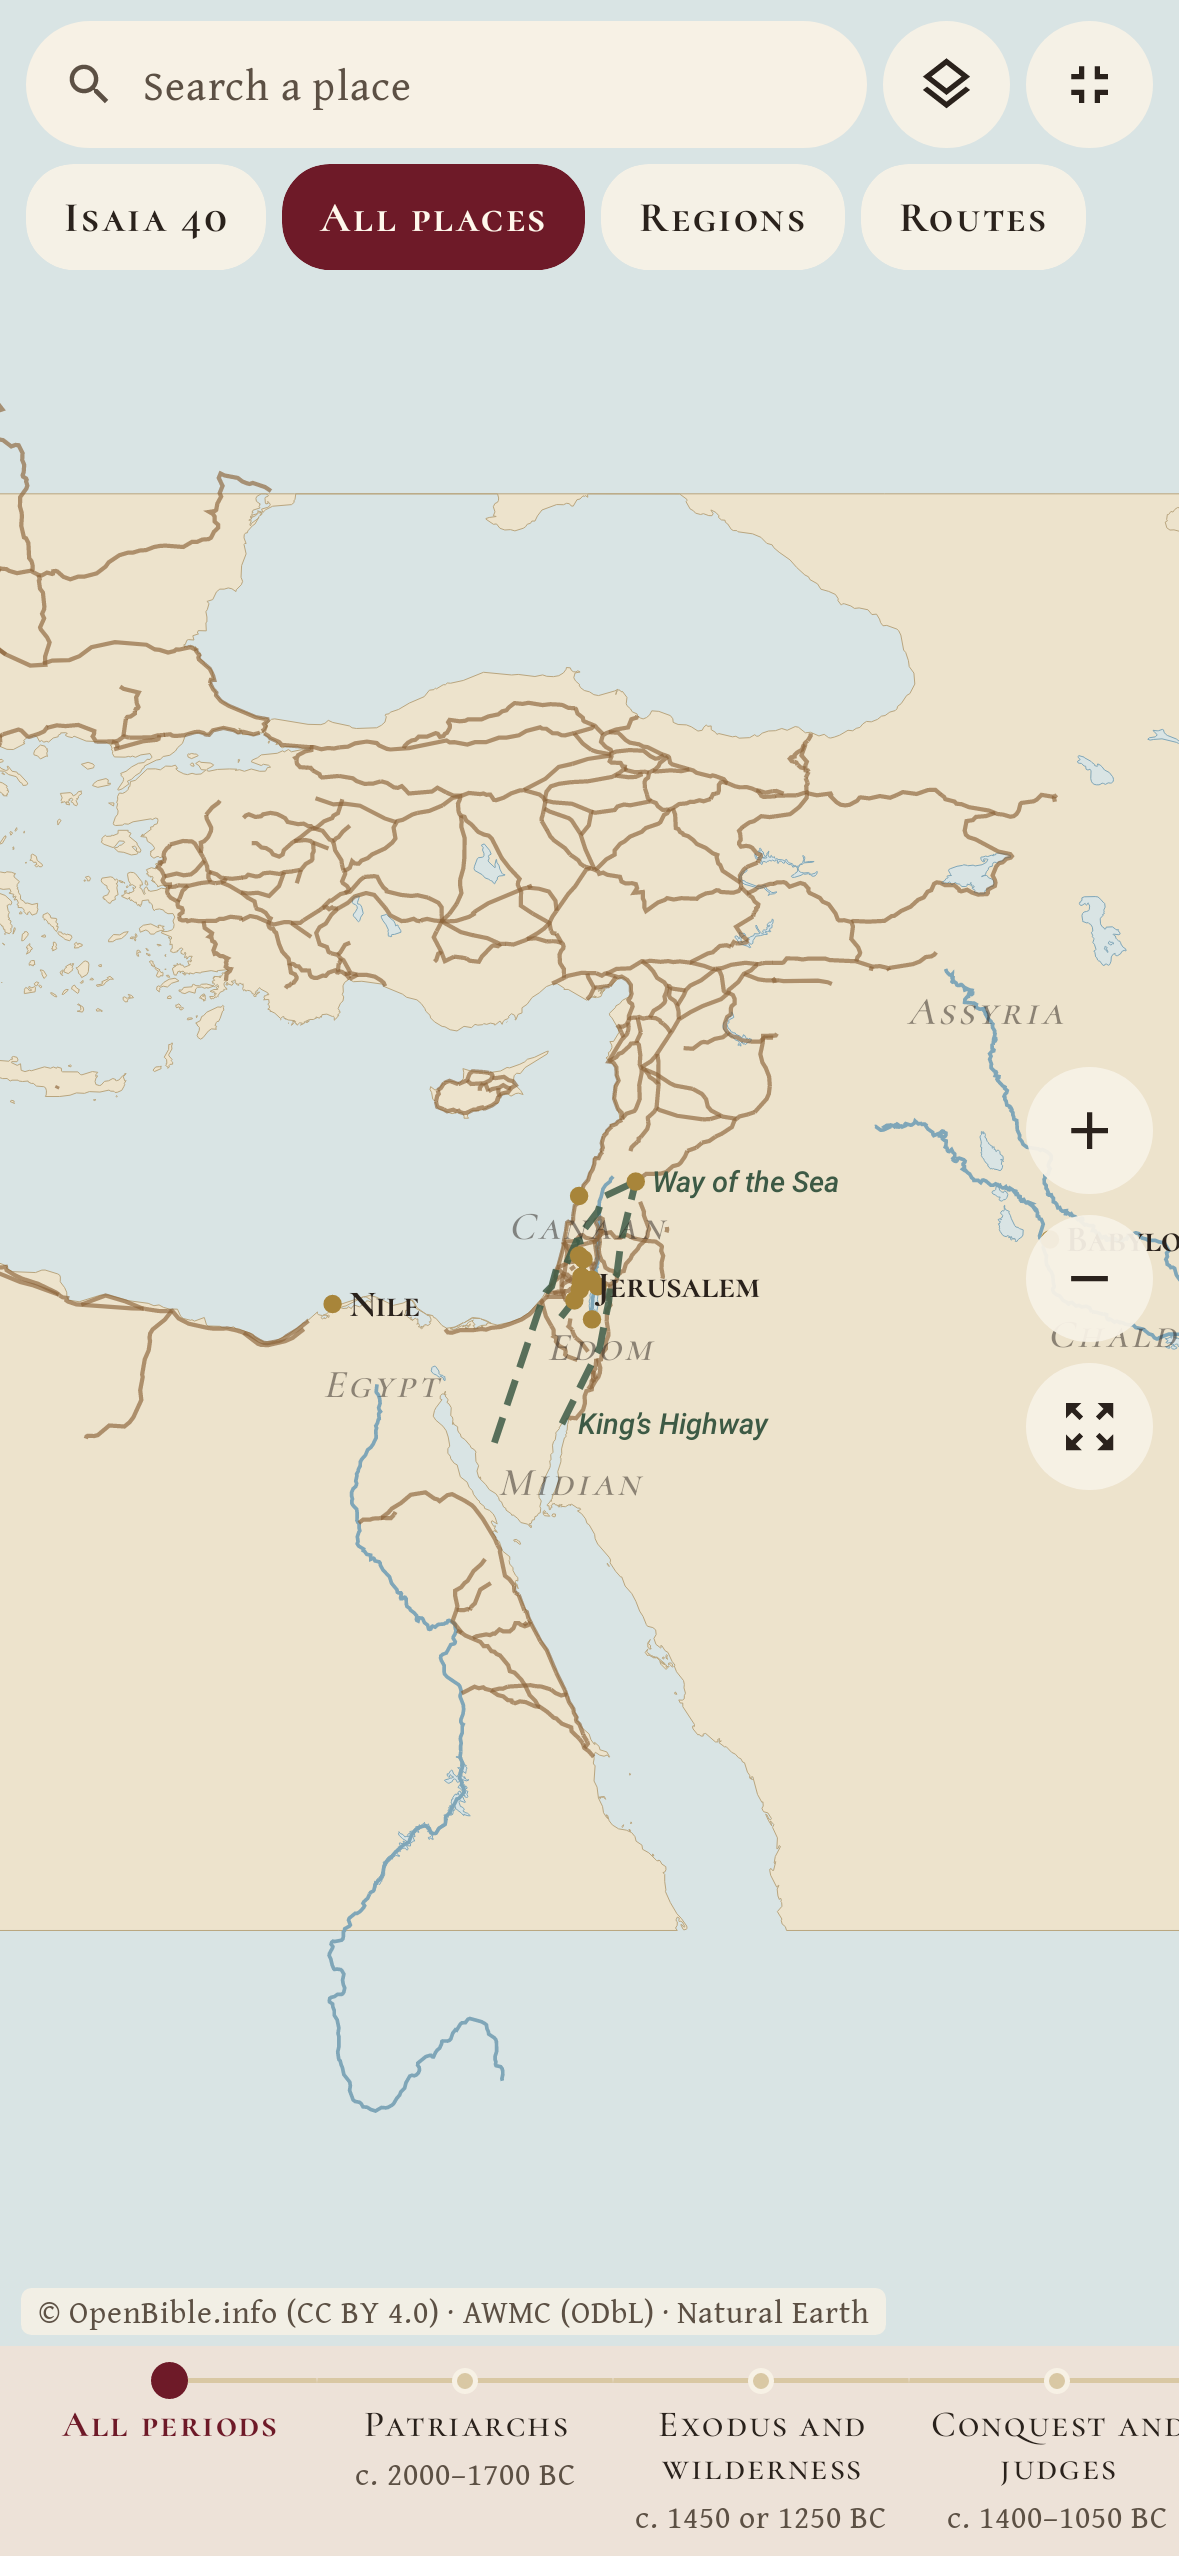 Search a place
Isaia 40
All places
Regions
Routes
Assyria
Way of the Sea
Canaan
Babylo
Jerusalem
Nile
Chald
Edom
Egypt
King's Highway
Midian
© OpenBible.info (CC BY 4.0) · AWMC (ODbL) · Natural Earth
All periods
Patriarchs
c. 2000–1700 BC
Exodus and
wilderness
c. 1450 or 1250 BC
Conquest and
judges
c. 1400–1050 BC